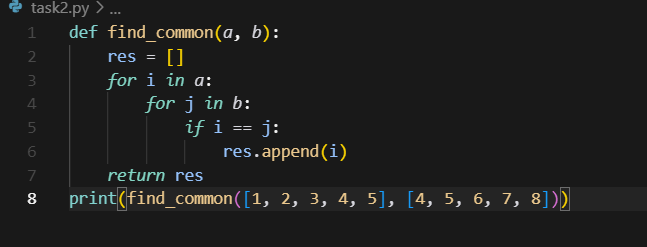 task2.py > ...
1 def find_common(a, b):
2     res = []
3     for i in a:
4         for j in b:
5             if i == j:
6                 res.append(i)
7     return res
8 print(find_common([1, 2, 3, 4, 5], [4, 5, 6, 7, 8]))